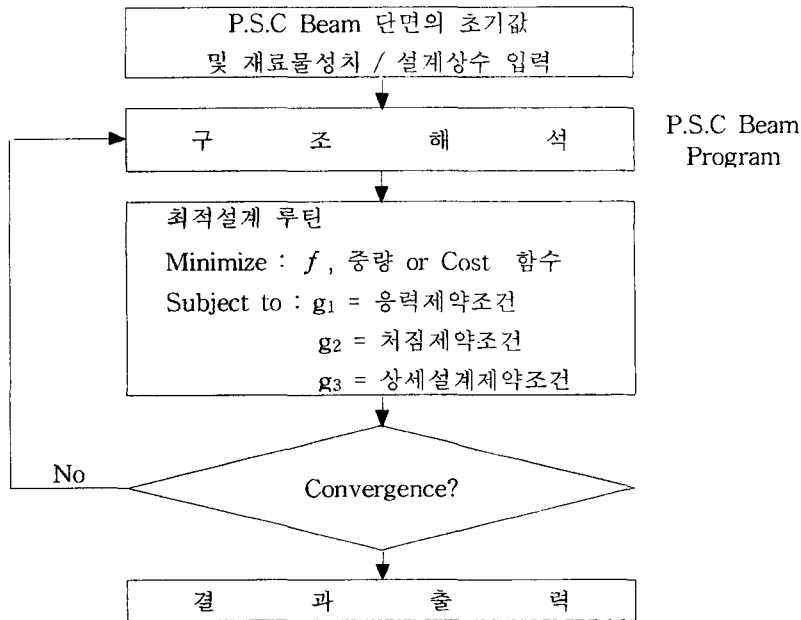 P.S.C Beam 단면의 초기값
및 재료물성치 / 설계상수 입력
구 조 해 석
P.S.C Beam
Program
최적설계 루틴
Minimize : f , 중량 or Cost 함수
Subject to : g₁ = 응력제약조건
g₂ = 처짐제약조건
g₃ = 상세설계제약조건
No
Convergence?
결 과 출 력